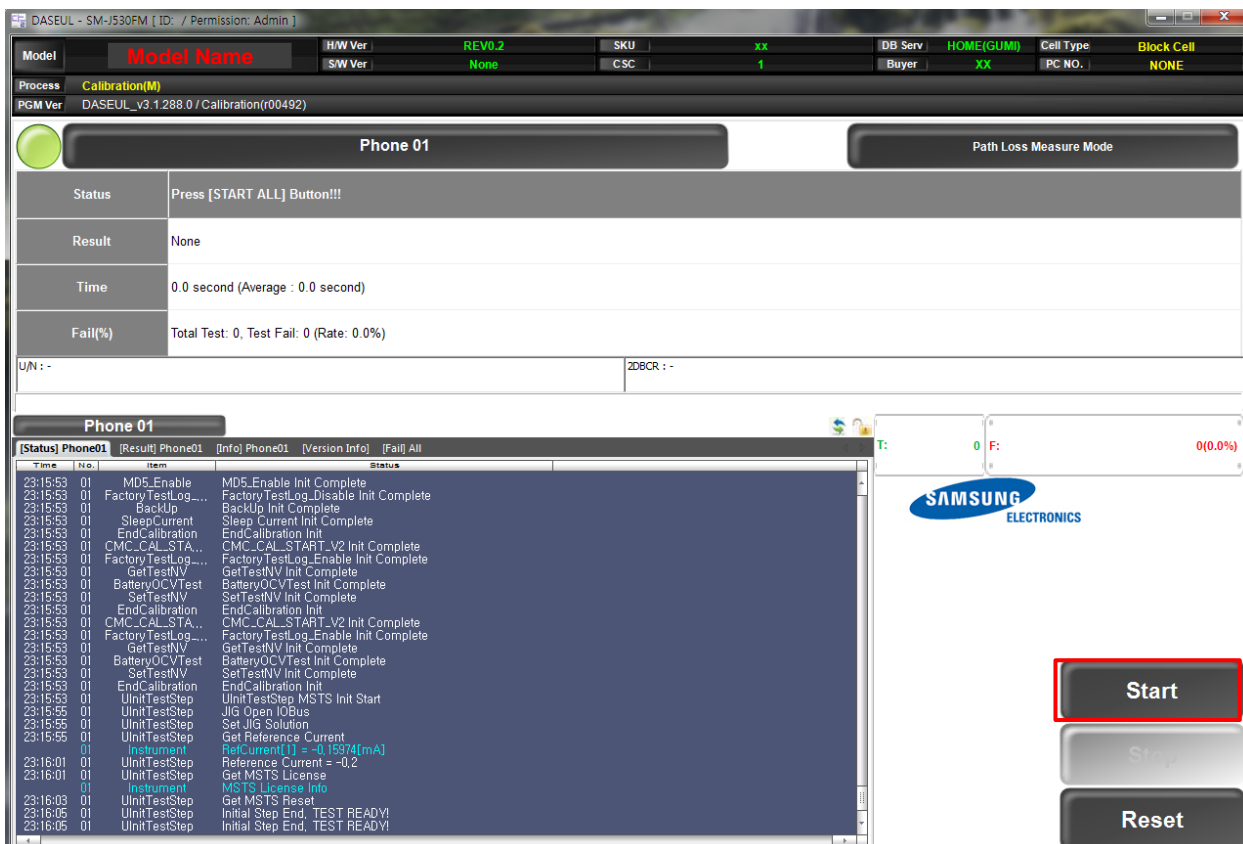 DASEUL - SM-J530FM [ ID: / Permission: Admin ]
Model Model Name H/W Ver REV0.2 SKU xx DB Serv HOME(GUMI) Cell Type Block Cell
S/W Ver None CSC 1 Buyer XX PC NO. NONE
Process Calibration(M)
PGM Ver DASEUL_v3.1.288.0 / Calibration(r00492)
Phone 01 Path Loss Measure Mode
Status Press [START ALL] Button!!!
Result None
Time 0.0 second (Average : 0.0 second)
Fail(%) Total Test: 0, Test Fail: 0 (Rate: 0.0%)
U/N : - 2DBCR : -
Phone 01
[Status] Phone01 [Result] Phone01 [Info] Phone01 [Version Info] [Fail] All
T: 0 F: 0(0.0%)
Time No. Item Status
23:15:53 01 MD5_Enable MD5_Enable Init Complete
23:15:53 01 FactoryTestLog_... FactoryTestLog_Disable Init Complete
23:15:53 01 BackUp BackUp Init Complete
23:15:53 01 SleepCurrent Sleep Current Init Complete
23:15:53 01 EndCalibration EndCalibration Init
23:15:53 01 CMC_CAL_STA... CMC_CAL_START_V2 Init Complete
23:15:53 01 FactoryTestLog_... FactoryTestLog_Enable Init Complete
23:15:53 01 GetTestNV GetTestNV Init Complete
23:15:53 01 BatteryOCVTest BatteryOCVTest Init Complete
23:15:53 01 SetTestNV SetTestNV Init Complete
23:15:53 01 EndCalibration EndCalibration Init
23:15:53 01 CMC_CAL_STA... CMC_CAL_START_V2 Init Complete
23:15:53 01 FactoryTestLog_... FactoryTestLog_Enable Init Complete
23:15:53 01 GetTestNV GetTestNV Init Complete
23:15:53 01 BatteryOCVTest BatteryOCVTest Init Complete
23:15:53 01 SetTestNV SetTestNV Init Complete
23:15:53 01 EndCalibration EndCalibration Init
23:15:53 01 UInitTestStep UInitTestStep MSTS Init Start
23:15:55 01 UInitTestStep JIG Open IOBus
23:15:55 01 UInitTestStep Set JIG Solution
23:15:55 01 UInitTestStep Get Reference Current
01 Instrument RefCurrent[1] = -0,15974[mA]
23:16:01 01 UInitTestStep Reference Current = -0,2
23:16:01 01 UInitTestStep Get MSTS License
01 Instrument MSTS License Info
23:16:03 01 UInitTestStep Get MSTS Reset
23:16:05 01 UInitTestStep Initial Step End, TEST READY!
23:16:05 01 UInitTestStep Initial Step End, TEST READY!
SAMSUNG
ELECTRONICS
Start
Stop
Reset